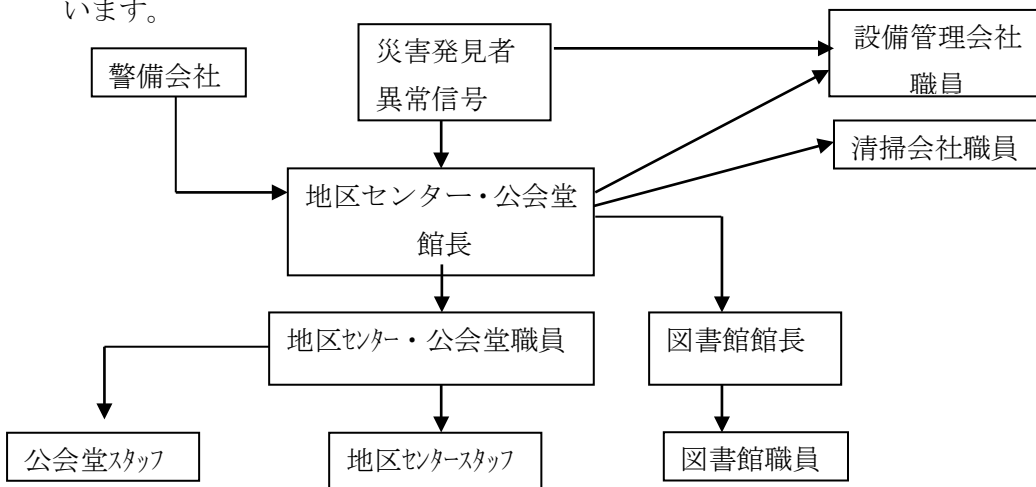 います。
災害発見者
異常信号
設備管理会社
職員
警備会社
清掃会社職員
地区センター・公会堂
館長
地区ｾﾝﾀｰ・公会堂職員
図書館館長
公会堂ｽﾀｯﾌ
地区ｾﾝﾀｰｽﾀｯﾌ
図書館職員